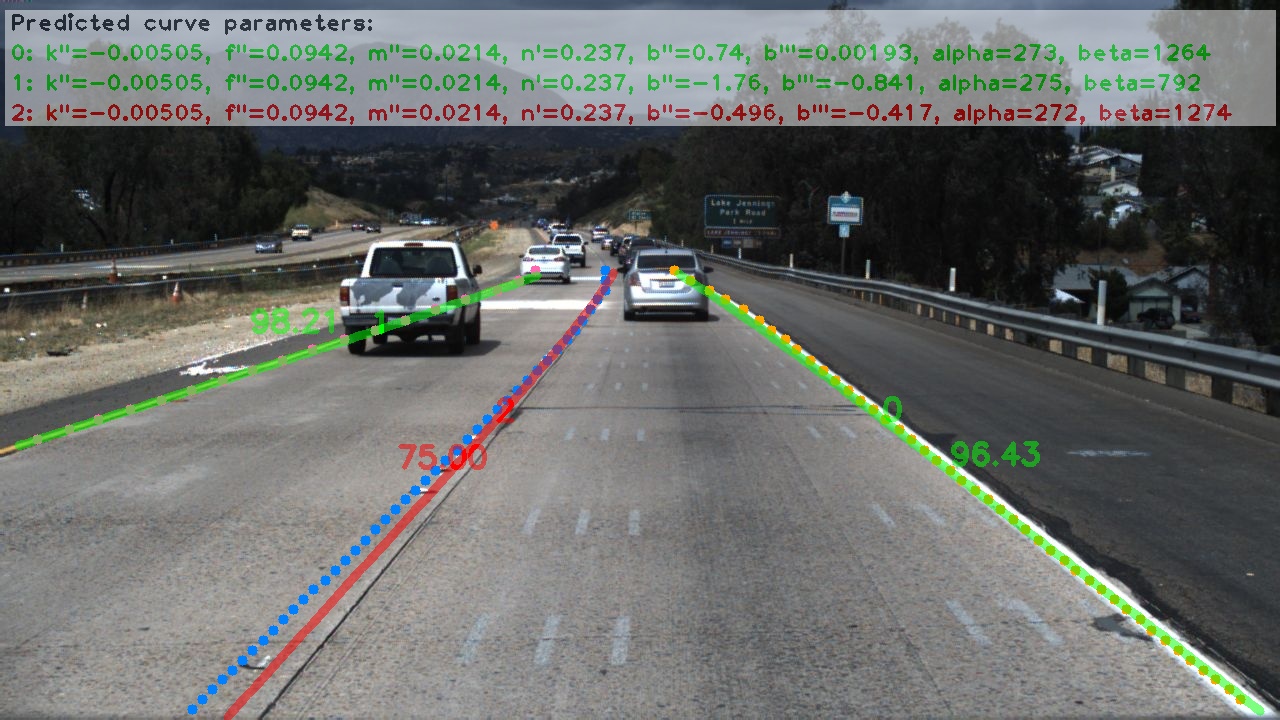 Predicted curve parameters:
0: k''=-0.00505, f''=0.0942, m''=0.0214, n'=0.237, b''=0.74, b'''=0.00193, alpha=273, beta=1264
1: k''=-0.00505, f''=0.0942, m''=0.0214, n'=0.237, b''=-1.76, b'''=-0.841, alpha=275, beta=792
2: k''=-0.00505, f''=0.0942, m''=0.0214, n'=0.237, b''=-0.496, b'''=-0.417, alpha=272, beta=1274
Lake Jennings
Park Road
1 MILE
98.21
1
2
0
75.00
96.43